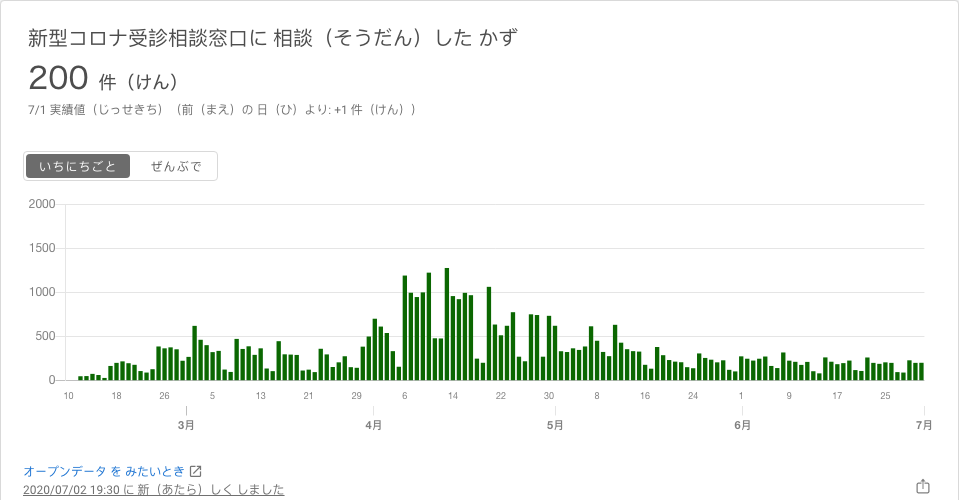 新型コロナ受診相談窓口に 相談（そうだん）した かず
200 件（けん）
7/1 実績値（じっせきち）（前（まえ）の 日（ひ）より: +1 件（けん））
いちにちごと ぜんぶで
2000
1500
1000
500
0
10 18 26 5 13 21 29 6 14 22 30 8 16 24 1 9 17 25
3月 4月 5月 6月 7月
オープンデータ を みたいとき
2020/07/02 19:30 に 新（あたら）しく しました